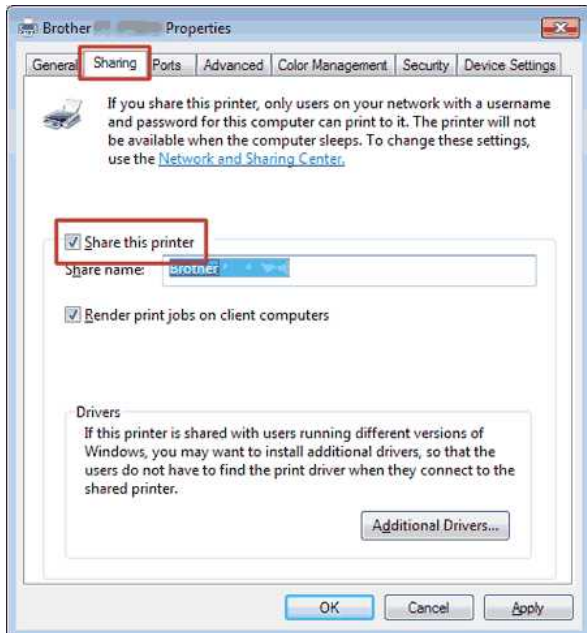 Brother Properties
General Sharing Ports Advanced Color Management Security Device Settings
If you share this printer, only users on your network with a username
and password for this computer can print to it. The printer will not
be available when the computer sleeps. To change these settings,
use the Network and Sharing Center.
Share this printer
Share name: Brother
Render print jobs on client computers
Drivers
If this printer is shared with users running different versions of
Windows, you may want to install additional drivers, so that the
users do not have to find the print driver when they connect to the
shared printer.
Additional Drivers...
OK Cancel Apply